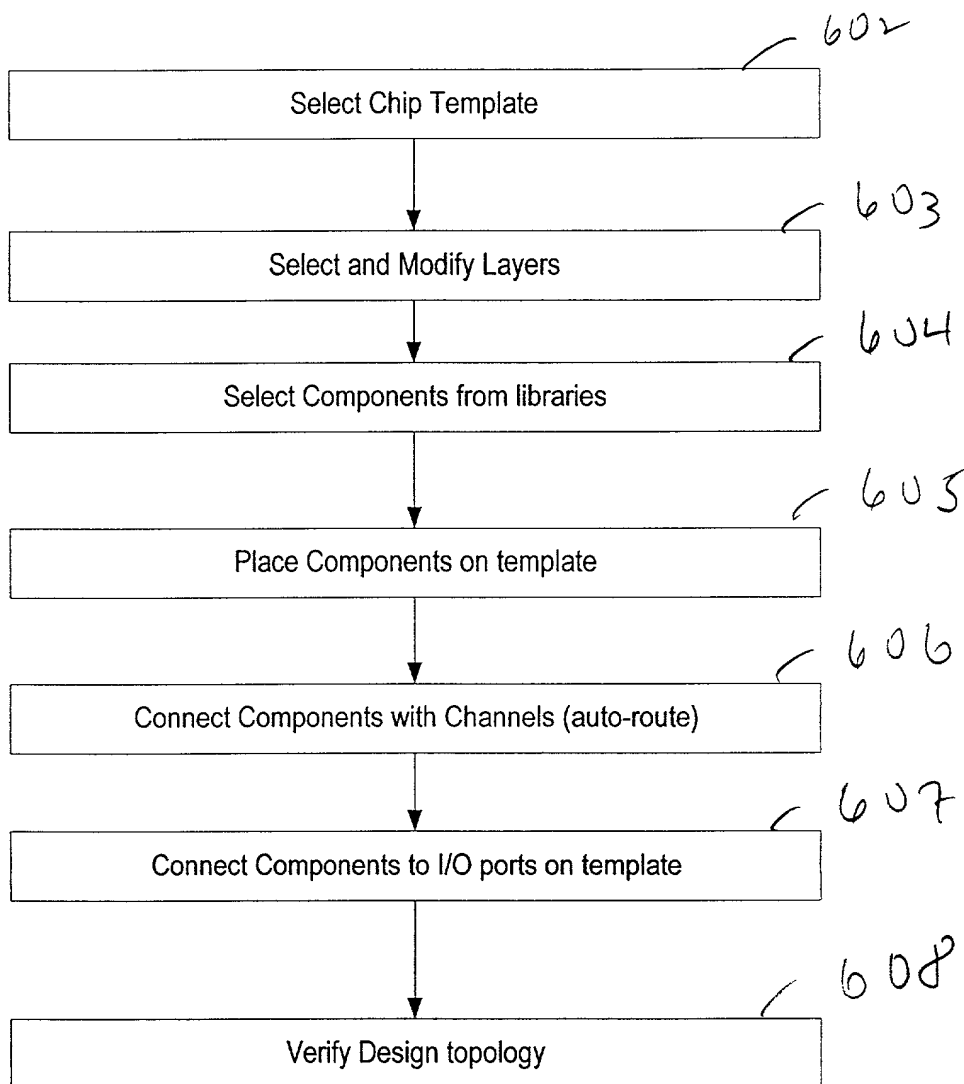 602
Select Chip Template
603
Select and Modify Layers
604
Select Components from libraries
605
Place Components on template
606
Connect Components with Channels (auto-route)
607
Connect Components to I/O ports on template
608
Verify Design topology